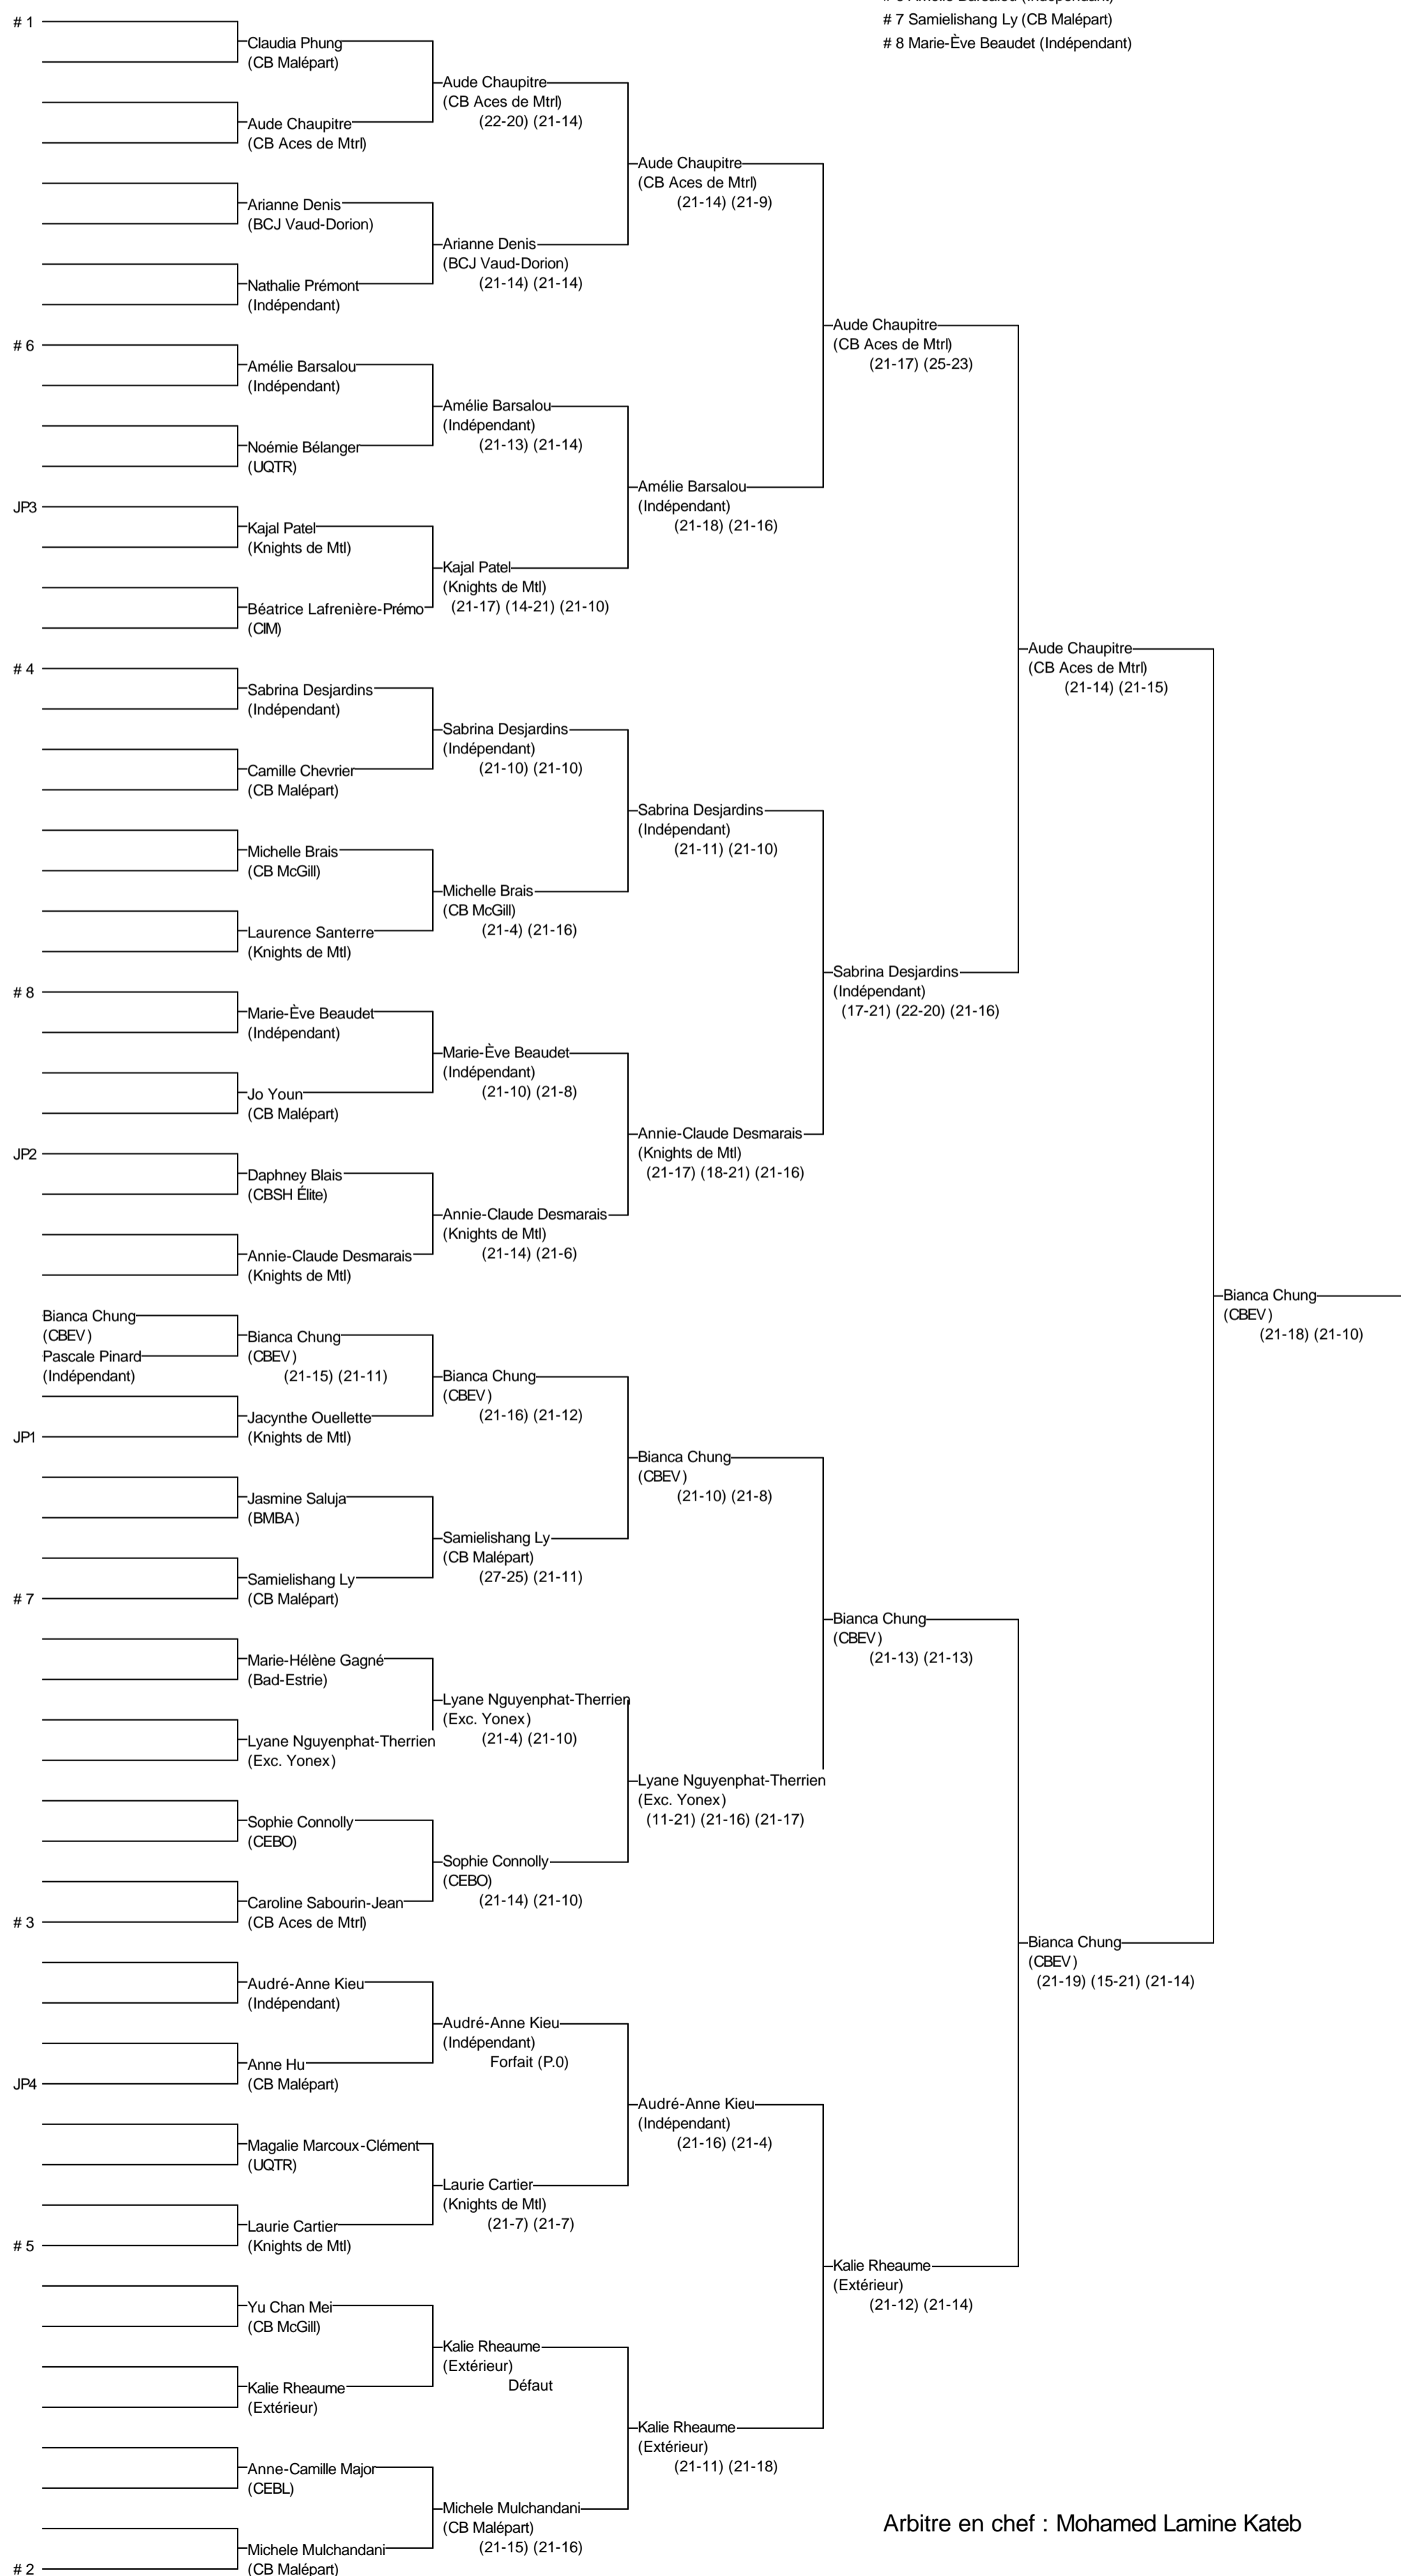 # 7 Samielishang Ly (CB Malépart)
# 8 Marie-Ève Beaudet (Indépendant)
# 1
Claudia Phung
(CB Malépart)
Aude Chaupitre
(CB Aces de Mtrl)
(22-20) (21-14)
Aude Chaupitre
(CB Aces de Mtrl)
Aude Chaupitre
(CB Aces de Mtrl)
(21-14) (21-9)
Arianne Denis
(BCJ Vaud-Dorion)
Arianne Denis
(BCJ Vaud-Dorion)
(21-14) (21-14)
Nathalie Prémont
(Indépendant)
Aude Chaupitre
(CB Aces de Mtrl)
(21-17) (25-23)
# 6
Amélie Barsalou
(Indépendant)
Amélie Barsalou
(Indépendant)
(21-13) (21-14)
Noémie Bélanger
(UQTR)
Amélie Barsalou
(Indépendant)
(21-18) (21-16)
JP3
Kajal Patel
(Knights de Mtl)
Kajal Patel
(Knights de Mtl)
(21-17) (14-21) (21-10)
Béatrice Lafrenière-Prémo
(CIM)
Aude Chaupitre
(CB Aces de Mtrl)
(21-14) (21-15)
# 4
Sabrina Desjardins
(Indépendant)
Sabrina Desjardins
(Indépendant)
(21-10) (21-10)
Camille Chevrier
(CB Malépart)
Sabrina Desjardins
(Indépendant)
(21-11) (21-10)
Michelle Brais
(CB McGill)
Michelle Brais
(CB McGill)
(21-4) (21-16)
Laurence Santerre
(Knights de Mtl)
Sabrina Desjardins
(Indépendant)
(17-21) (22-20) (21-16)
# 8
Marie-Ève Beaudet
(Indépendant)
Marie-Ève Beaudet
(Indépendant)
(21-10) (21-8)
Jo Youn
(CB Malépart)
Annie-Claude Desmarais
(Knights de Mtl)
(21-17) (18-21) (21-16)
JP2
Daphney Blais
(CBSH Élite)
Annie-Claude Desmarais
(Knights de Mtl)
(21-14) (21-6)
Annie-Claude Desmarais
(Knights de Mtl)
Bianca Chung
(CBEV)
(21-18) (21-10)
Bianca Chung
(CBEV)
Pascale Pinard
(Indépendant)
Bianca Chung
(CBEV)
(21-15) (21-11)
Bianca Chung
(CBEV)
(21-16) (21-12)
Jacynthe Ouellette
(Knights de Mtl)
JP1
Bianca Chung
(CBEV)
(21-10) (21-8)
Jasmine Saluja
(BMBA)
Samielishang Ly
(CB Malépart)
(27-25) (21-11)
Samielishang Ly
(CB Malépart)
# 7
Bianca Chung
(CBEV)
(21-13) (21-13)
Marie-Hélène Gagné
(Bad-Estrie)
Lyane Nguyenphat-Therrien
(Exc. Yonex)
(21-4) (21-10)
Lyane Nguyenphat-Therrien
(Exc. Yonex)
Lyane Nguyenphat-Therrien
(Exc. Yonex)
(11-21) (21-16) (21-17)
Sophie Connolly
(CEBO)
Sophie Connolly
(CEBO)
(21-14) (21-10)
Caroline Sabourin-Jean
(CB Aces de Mtrl)
# 3
Bianca Chung
(CBEV)
(21-19) (15-21) (21-14)
Audré-Anne Kieu
(Indépendant)
Audré-Anne Kieu
(Indépendant)
Forfait (P.0)
Anne Hu
(CB Malépart)
JP4
Audré-Anne Kieu
(Indépendant)
(21-16) (21-4)
Magalie Marcoux-Clément
(UQTR)
Laurie Cartier
(Knights de Mtl)
(21-7) (21-7)
Laurie Cartier
(Knights de Mtl)
# 5
Kalie Rheaume
(Extérieur)
(21-12) (21-14)
Yu Chan Mei
(CB McGill)
Kalie Rheaume
(Extérieur)
Défaut
Kalie Rheaume
(Extérieur)
Kalie Rheaume
(Extérieur)
(21-11) (21-18)
Anne-Camille Major
(CEBL)
Michele Mulchandani
(CB Malépart)
(21-15) (21-16)
Michele Mulchandani
(CB Malépart)
# 2
Arbitre en chef : Mohamed Lamine Kateb